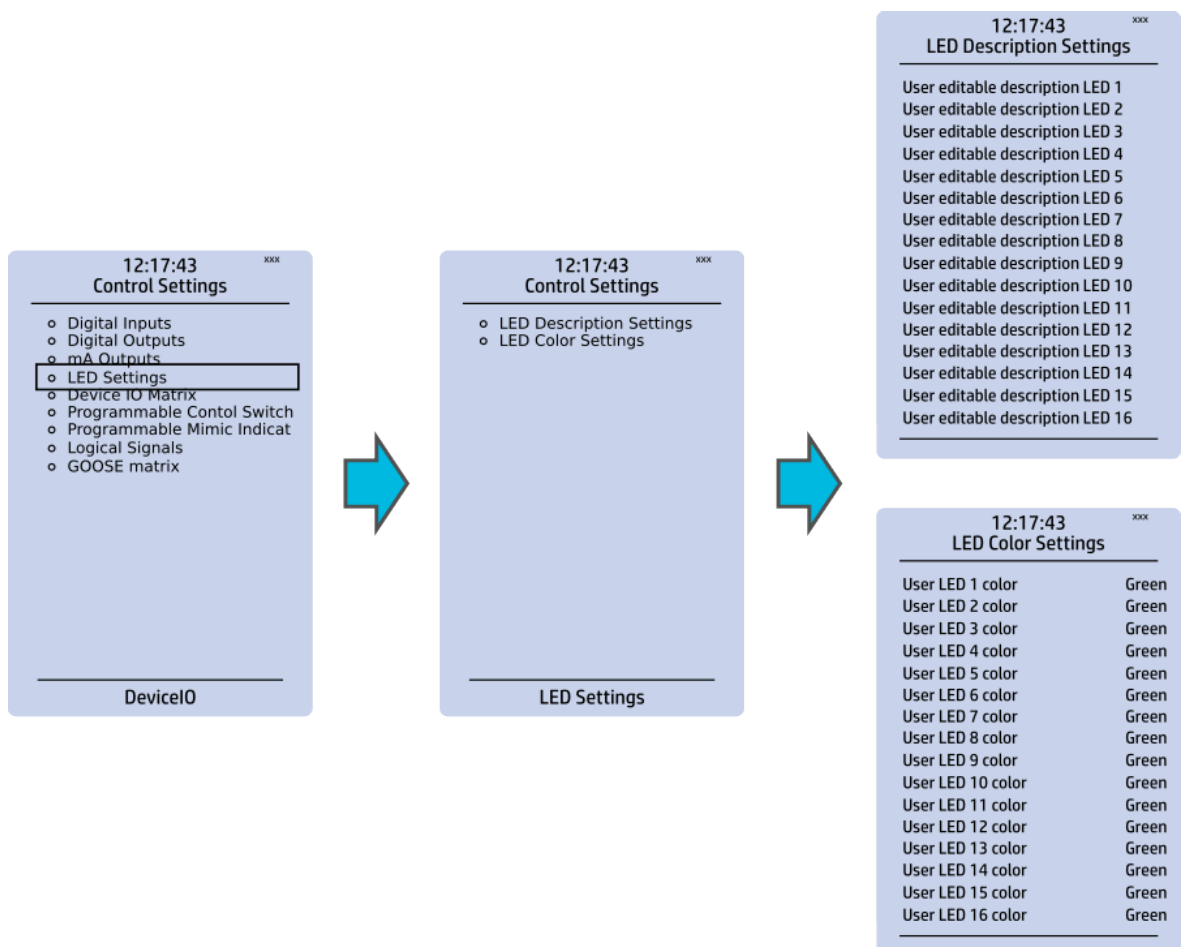 12:17:43 xxx
Control Settings
Digital Inputs
Digital Outputs
mA Outputs
LED Settings
Device IO Matrix
Programmable Contol Switch
Programmable Mimic Indicat
Logical Signals
GOOSE matrix
DeviceIO
12:17:43 xxx
Control Settings
LED Description Settings
LED Color Settings
LED Settings
12:17:43 xxx
LED Description Settings
User editable description LED 1
User editable description LED 2
User editable description LED 3
User editable description LED 4
User editable description LED 5
User editable description LED 6
User editable description LED 7
User editable description LED 8
User editable description LED 9
User editable description LED 10
User editable description LED 11
User editable description LED 12
User editable description LED 13
User editable description LED 14
User editable description LED 15
User editable description LED 16
12:17:43 xxx
LED Color Settings
User LED 1 color Green
User LED 2 color Green
User LED 3 color Green
User LED 4 color Green
User LED 5 color Green
User LED 6 color Green
User LED 7 color Green
User LED 8 color Green
User LED 9 color Green
User LED 10 color Green
User LED 11 color Green
User LED 12 color Green
User LED 13 color Green
User LED 14 color Green
User LED 15 color Green
User LED 16 color Green